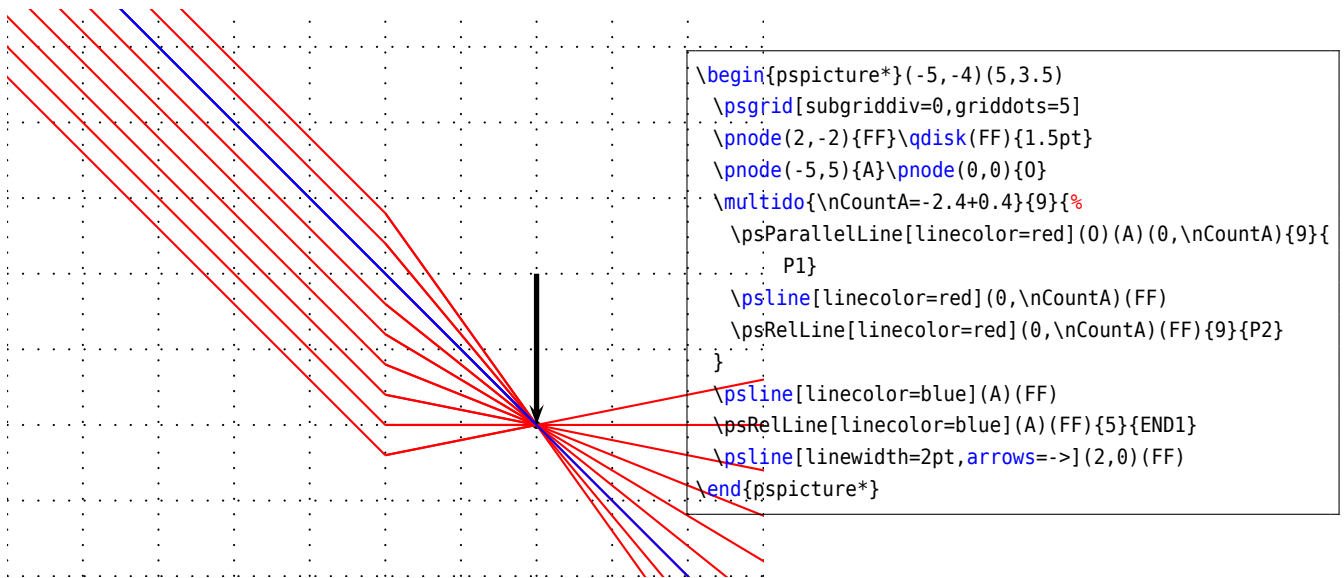 \begin{pspicture*}(-5,-4)(5,3.5)
\psgrid[subgriddiv=0,griddots=5]
\pnode(2,-2){FF}\qdisk(FF){1.5pt}
\pnode(-5,5){A}\pnode(0,0){O}
\multido{\nCountA=-2.4+0.4}{9}{%
\psParallelLine[linecolor=red](O)(A)(0,\nCountA){9}{
P1}
\psline[linecolor=red](0,\nCountA)(FF)
\psRelLine[linecolor=red](0,\nCountA)(FF){9}{P2}
}
\psline[linecolor=blue](A)(FF)
\psRelLine[linecolor=blue](A)(FF){5}{END1}
\psline[linewidth=2pt,arrows=->](2,0)(FF)
\end{pspicture*}